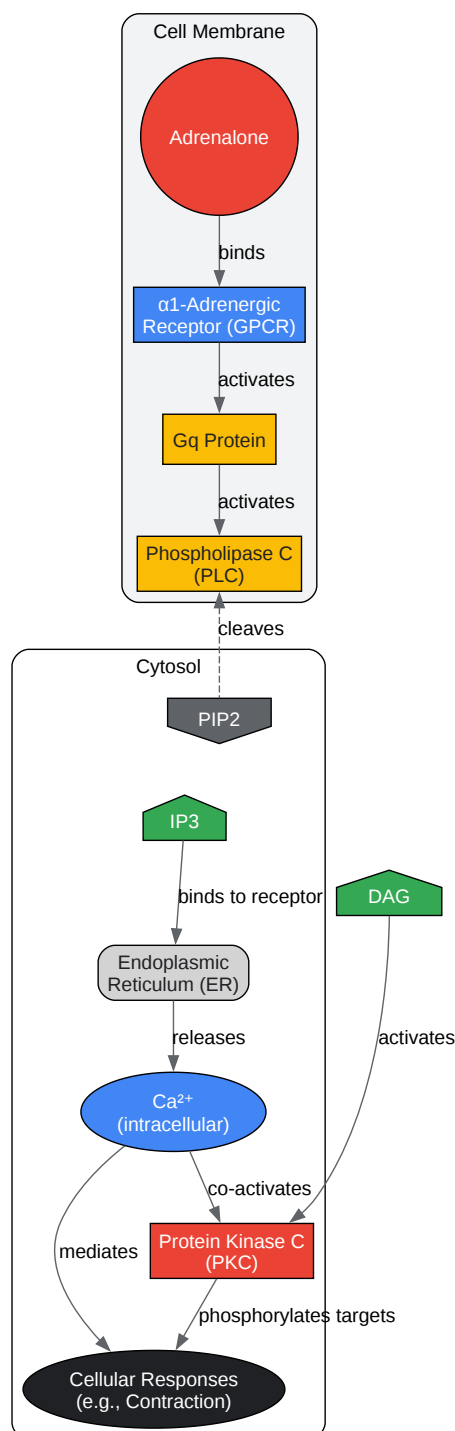 Cell Membrane
Adrenalone
binds
α1-Adrenergic
Receptor (GPCR)
activates
Gq Protein
activates
Phospholipase C
(PLC)
cleaves
Cytosol
PIP2
IP3
DAG
binds to receptor
Endoplasmic
Reticulum (ER)
releases
activates
Ca²⁺
(intracellular)
co-activates
mediates
Protein Kinase C
(PKC)
phosphorylates targets
Cellular Responses
(e.g., Contraction)